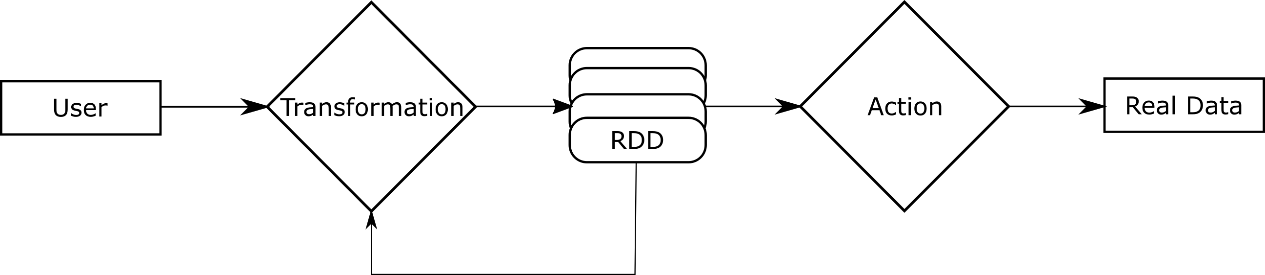 User
Transformation
RDD
Action
Real Data